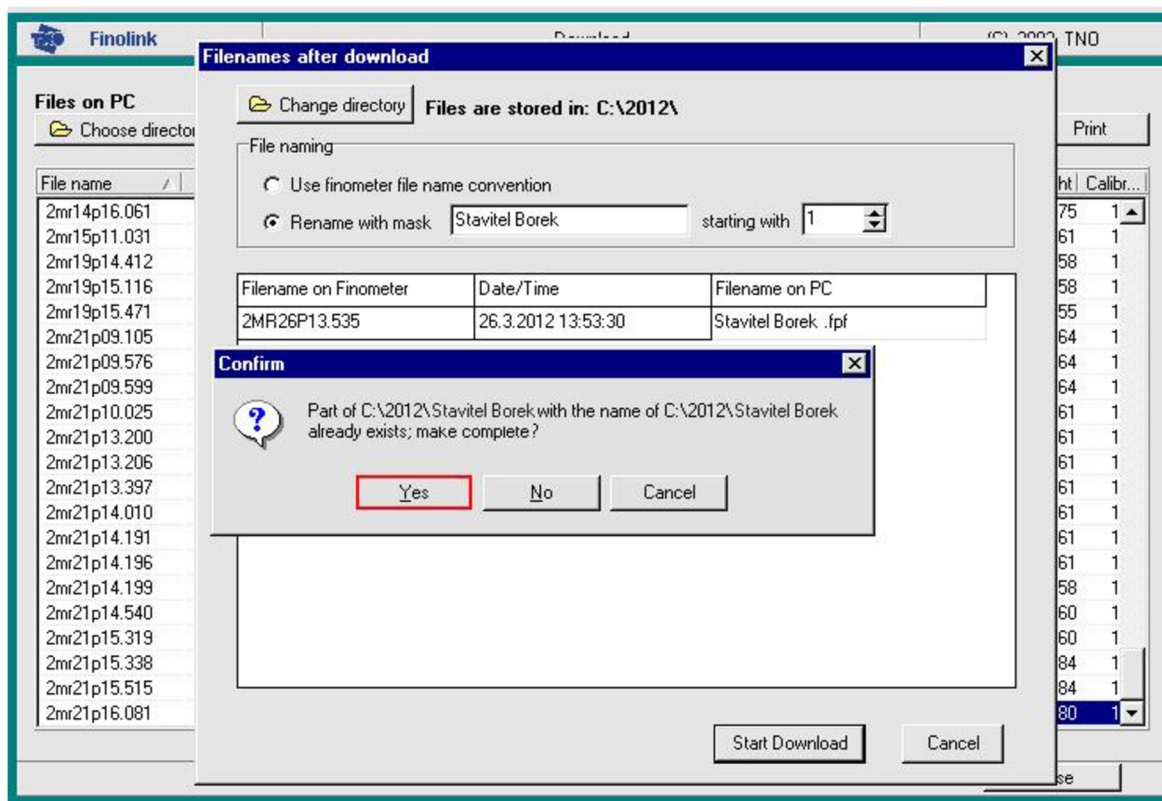 Finolink
TNO
Filenames after download
Files on PC
Change directory
Files are stored in: C:\2012\
Print
File naming
Use finometer file name convention
File name
Calibr...
Rename with mask
Stavitel Borek
starting with
1
Filename on Finometer
Date/Time
Filename on PC
2MR26P13.535
26.3.2012 13:53:30
Stavitel Borek .fpf
Confirm
Part of C:\2012\Stavitel Borek with the name of C:\2012\Stavitel Borek
already exists; make complete?
Yes
No
Cancel
2mr14p16.061
75 1
2mr15p11.031
61 1
2mr19p14.412
58 1
2mr19p15.116
58 1
2mr19p15.471
55 1
2mr21p09.105
64 1
2mr21p09.576
64 1
2mr21p09.599
64 1
2mr21p10.025
61 1
2mr21p13.200
61 1
2mr21p13.206
61 1
2mr21p13.397
61 1
2mr21p14.010
61 1
2mr21p14.191
61 1
2mr21p14.196
61 1
2mr21p14.199
58 1
2mr21p14.540
60 1
2mr21p15.319
60 1
2mr21p15.338
84 1
2mr21p15.515
84 1
2mr21p16.081
80 1
Start Download
Cancel